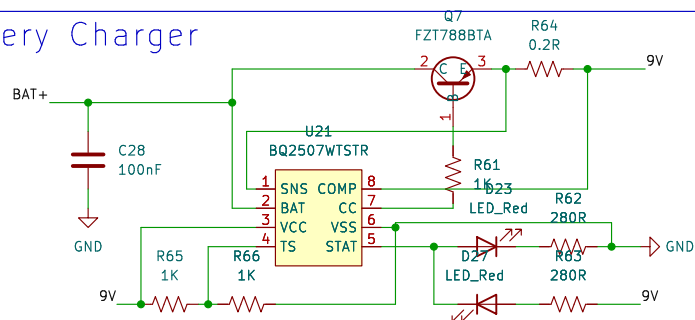 ery Charger
Q7
FZT788BTA
R64
0.2R
2
C
E
3
9V
B
1
BAT+
U21
BQ2507WTSTR
C28
100nF
R61
1K
1
SNS
COMP
8
D23
LED_Red
2
BAT
CC
7
R62
280R
3
VCC
VSS
6
4
TS
STAT
5
GND
GND
R65
1K
R66
1K
D27
LED_Red
R63
280R
9V
9V